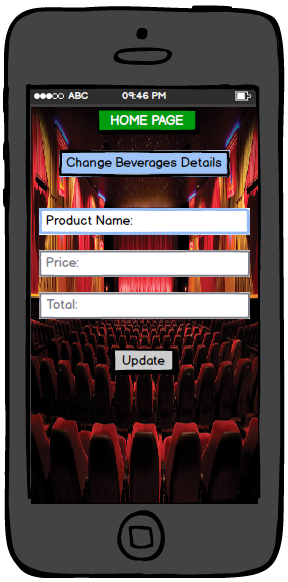 ABC 09:46 PM
HOME PAGE
Change Beverages Details
Product Name:
Price:
Total:
Update